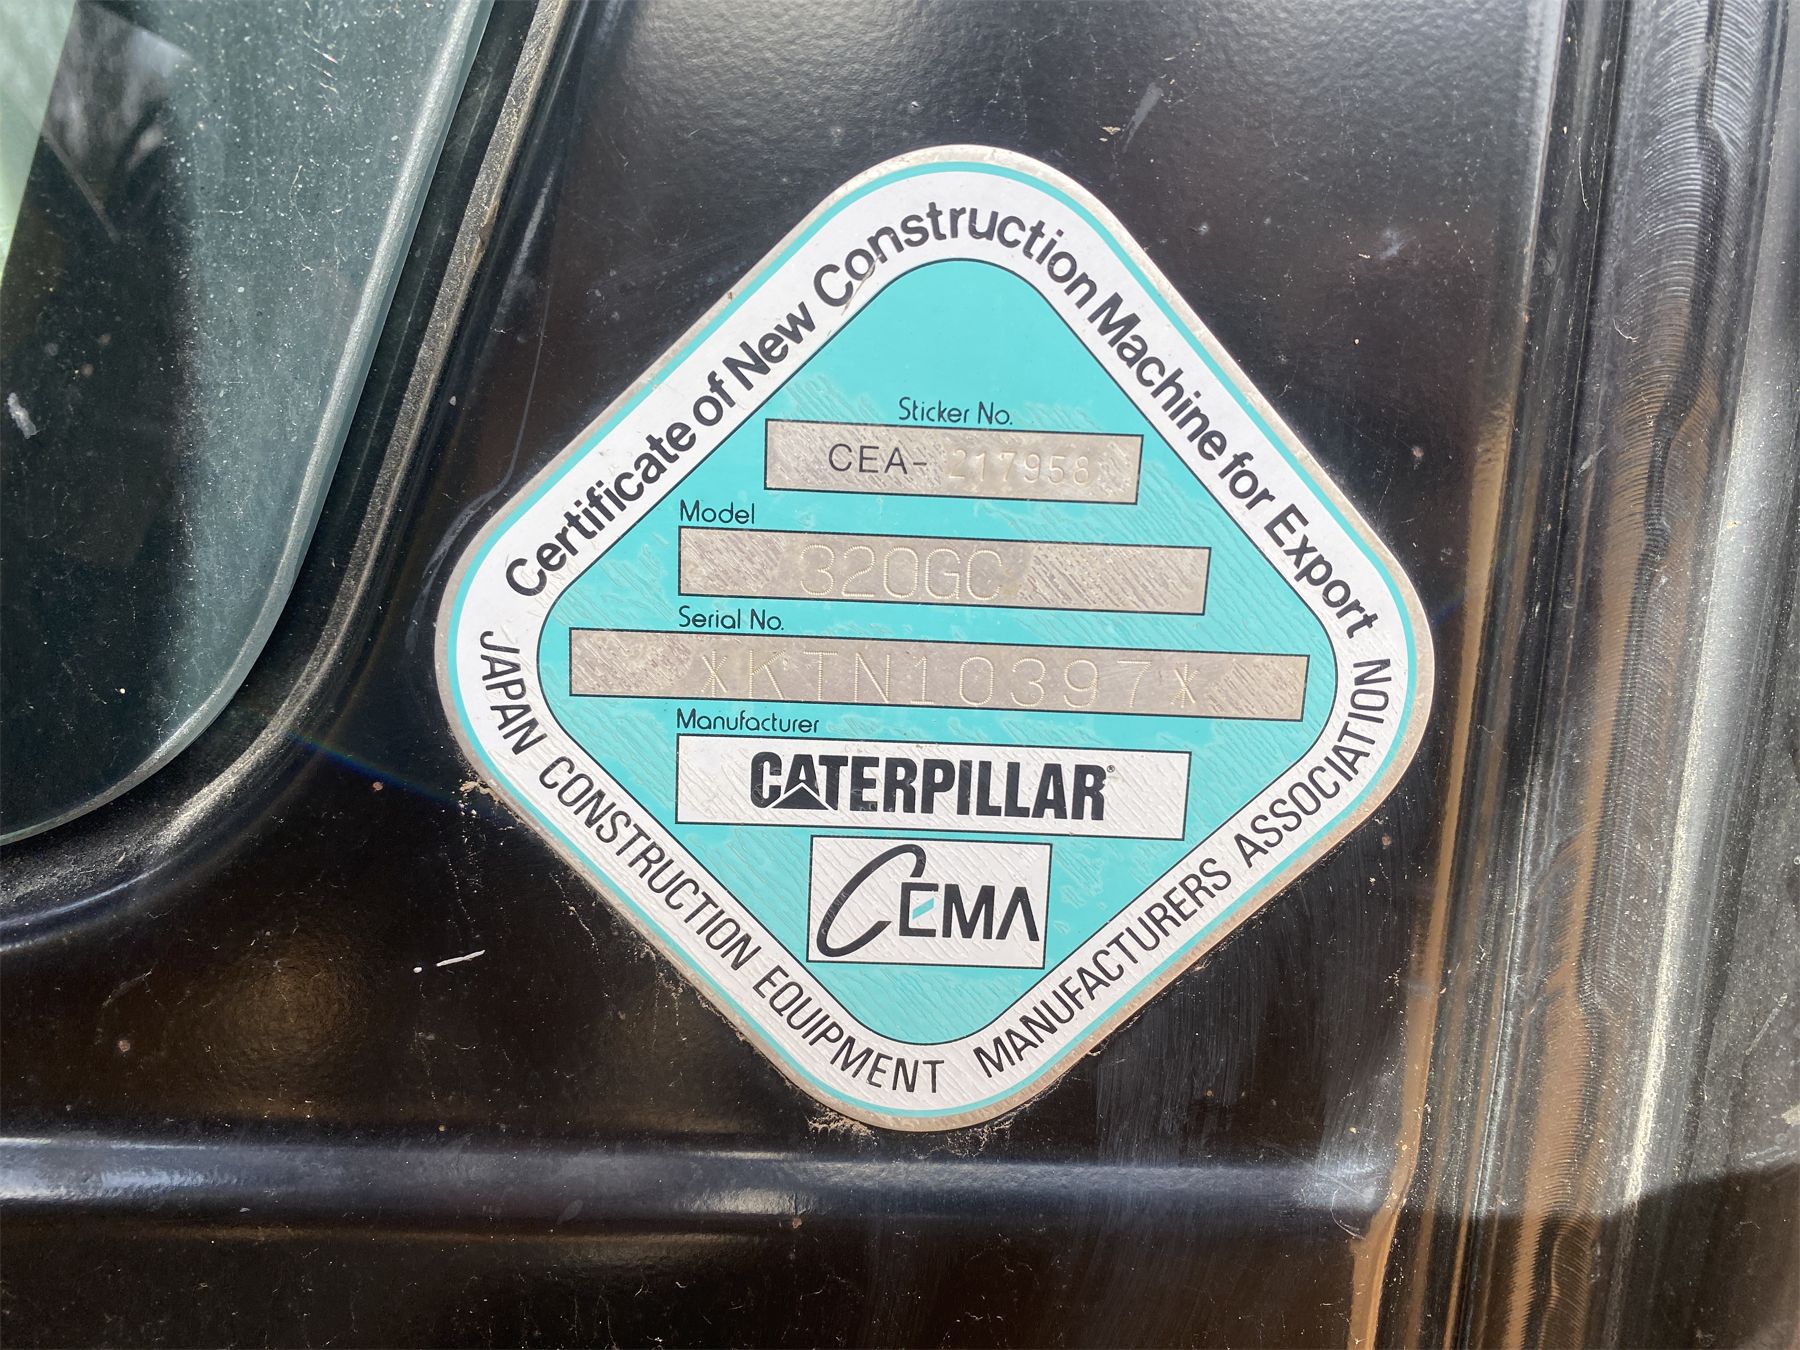 Certificate of New Construction Machine for Export
Sticker No.
CEA-217958
Model
320GC
Serial No.
*KTN10397*
Manufacturer
CATERPILLAR®
CEMA
JAPAN CONSTRUCTION EQUIPMENT MANUFACTURERS ASSOCIATION